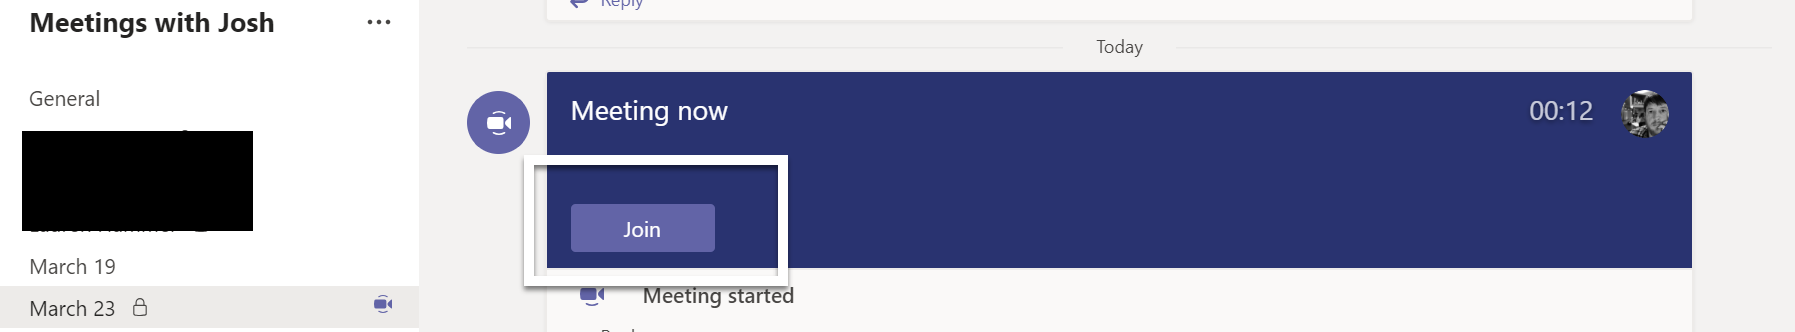 Meetings with Josh
General
March 19
March 23
Reply
Today
Meeting now
00:12
Join
Meeting started